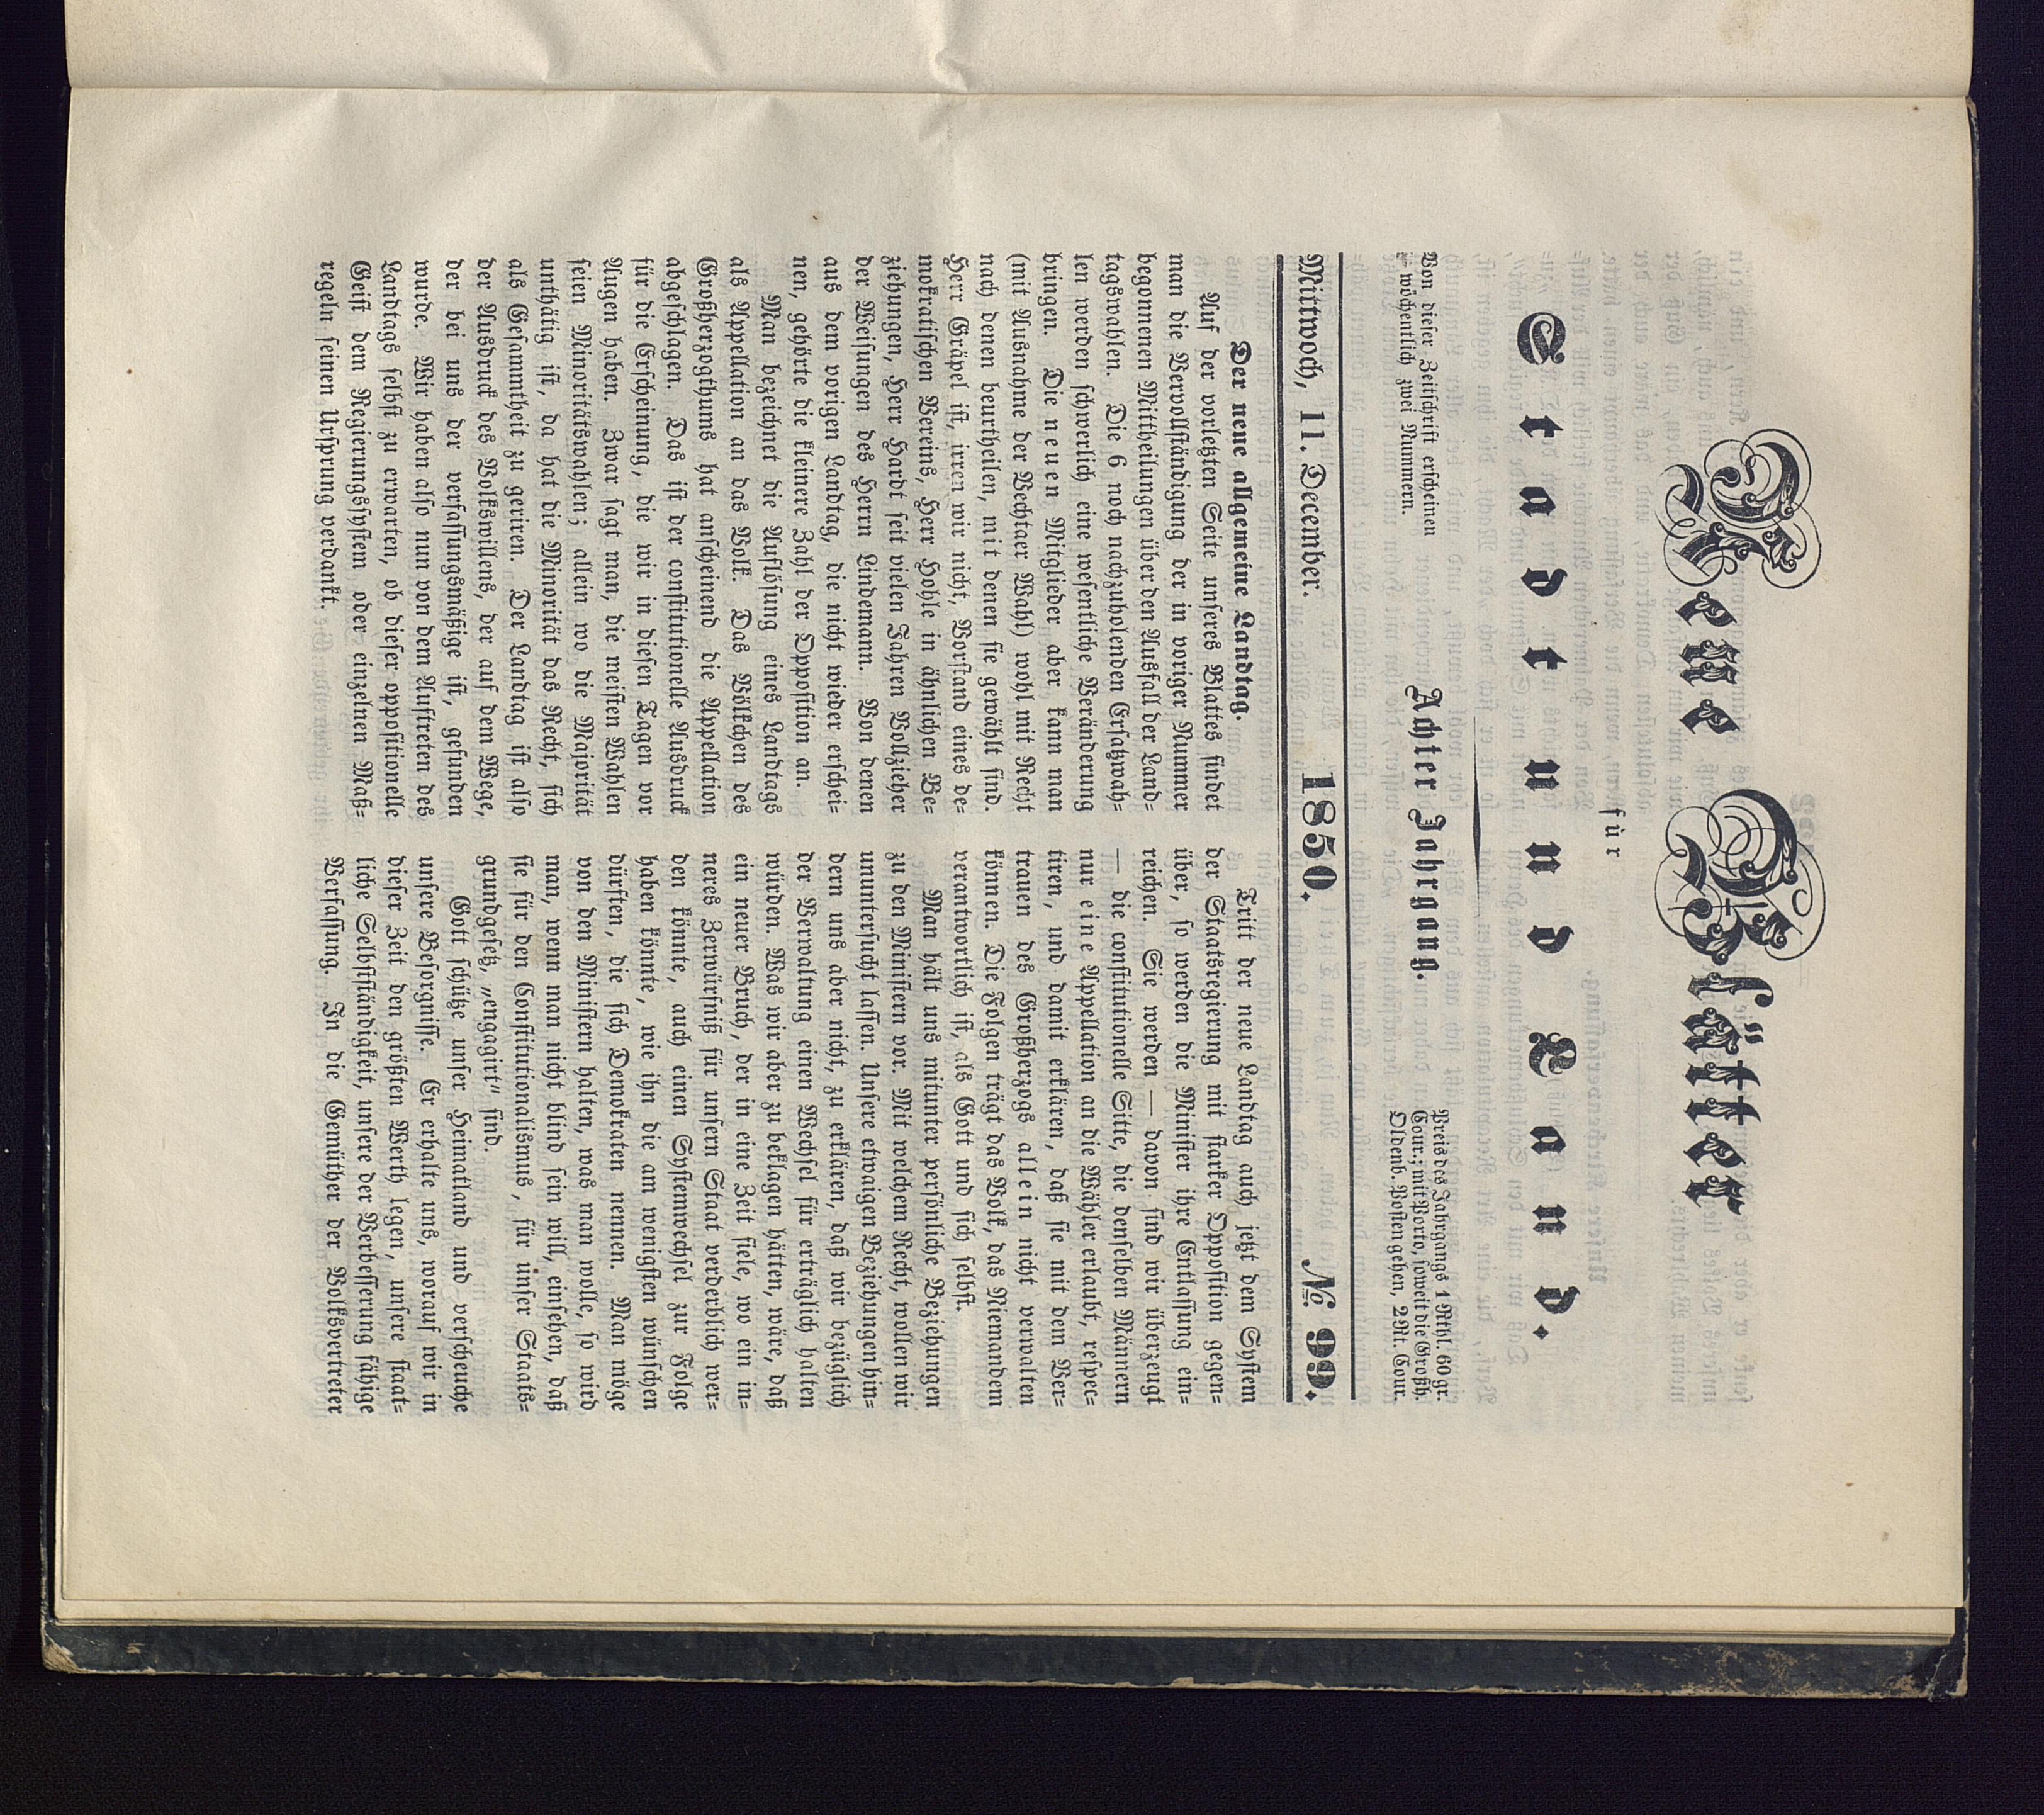 Neue Blätter
für
Stadt und Land.
Achter Jahrgang.
Von dieser Zeitschrift erscheinen
wöchentlich zwei Nummern.
Preis des Jahrgangs 1 Rthl. 60 gr.
Cour.; mit Porto, soweit die Großh.
Oldenb. Posten gehen, 2 Rt. Cour.
Mittwoch, 11. December. 1850. № 99.
Der neue allgemeine Landtag.
Auf der vorletzten Seite unseres Blattes findet
man die Vervollständigung der in voriger Nummer
begonnenen Mittheilungen über den Ausfall der Land-
tagswahlen. Die 6 noch nachzuholenden Ersatzwah-
len werden schwerlich eine wesentliche Veränderung
bringen. Die neuen Mitglieder aber kann man
(mit Ausnahme der Vechtaer Wahl) wohl mit Recht
nach denen beurtheilen, mit denen sie gewählt sind.
Herr Gräpel ist, irren wir nicht, Vorstand eines de-
mokratischen Vereins, Herr Hohle in ähnlichen Be-
ziehungen, Herr Hardt seit vielen Jahren Vollzieher
der Weisungen des Herrn Lindemann. Von denen
aus dem vorigen Landtag, die nicht wieder erschei-
nen, gehörte die kleinere Zahl der Opposition an.
Man bezeichnet die Auflösung eines Landtags
als Appellation an das Volk. Das Völkchen des
Großherzogthums hat anscheinend die Appellation
abgeschlagen. Das ist der constitutionelle Ausdruck
für die Erscheinung, die wir in diesen Tagen vor
Augen haben. Zwar sagt man, die meisten Wahlen
seien Minoritätswahlen; allein wo die Majorität
unthätig ist, da hat die Minorität das Recht, sich
als Gesammtheit zu geriren. Der Landtag ist also
der Ausdruck des Volkswillens, der auf dem Wege,
der bei uns der verfassungsmäßige ist, gefunden
wurde. Wir haben also nun von dem Auftreten des
Landtags selbst zu erwarten, ob dieser oppositionelle
Geist dem Regierungssysten oder einzelnen Maß-
regeln seinen Ursprung verdankt.
Tritt der neue Landtag auch jetzt dem System
der Staatsregierung mit starker Opposition gegen-
über, so werden die Minister ihre Entlassung ein-
reichen. Sie werden — davon sind wir überzeugt
— die constitutionelle Sitte, die denselben Männern
nur eine Appellation an die Wähler erlaubt, respec-
tiren, und damit erklären, daß sie mit dem Ver-
trauen des Großherzogs allein nicht verwalten
können. Die Folgen trägt das Volk, das Niemandem
verantwortlich ist, als Gott und sich selbst.
Man hält uns mitunter persönliche Beziehungen
zu den Ministern vor. Mit welchem Recht, wollen wir
ununtersucht lassen. Unsere etwaigen Beziehungen hin-
dern uns aber nicht, zu erklären, daß wir bezüglich
der Verwaltung einen Wechsel für erträglich halten
würden. Was wir aber zu beklagen hätten, wäre, daß
ein neuer Bruch, der in eine Zeit fiele, wo ein in-
neres Zerwürfniß für unsern Staat verderblich wer-
den könnte, auch einen Systemwechsel zur Folge
haben könnte, wie ihn die am wenigsten wünschen
dürften, die sich Demokraten nennen. Man möge
von den Ministern halten, was man wolle, so wird
man, wenn man nicht blind sein will, einsehen, daß
sie für den Constitutionalismus, für unser Staats-
grundgesetz, „engagirt“ sind.
Gott schütze unser Heimatland und verscheuche
unsere Besorgnisse. Er erhalte uns, worauf wir in
dieser Zeit den größten Werth legen, unsere staat-
liche Selbstständigkeit, unsere der Verbesserung fähige
Verfassung. In die Gemüther der Volksvertreter